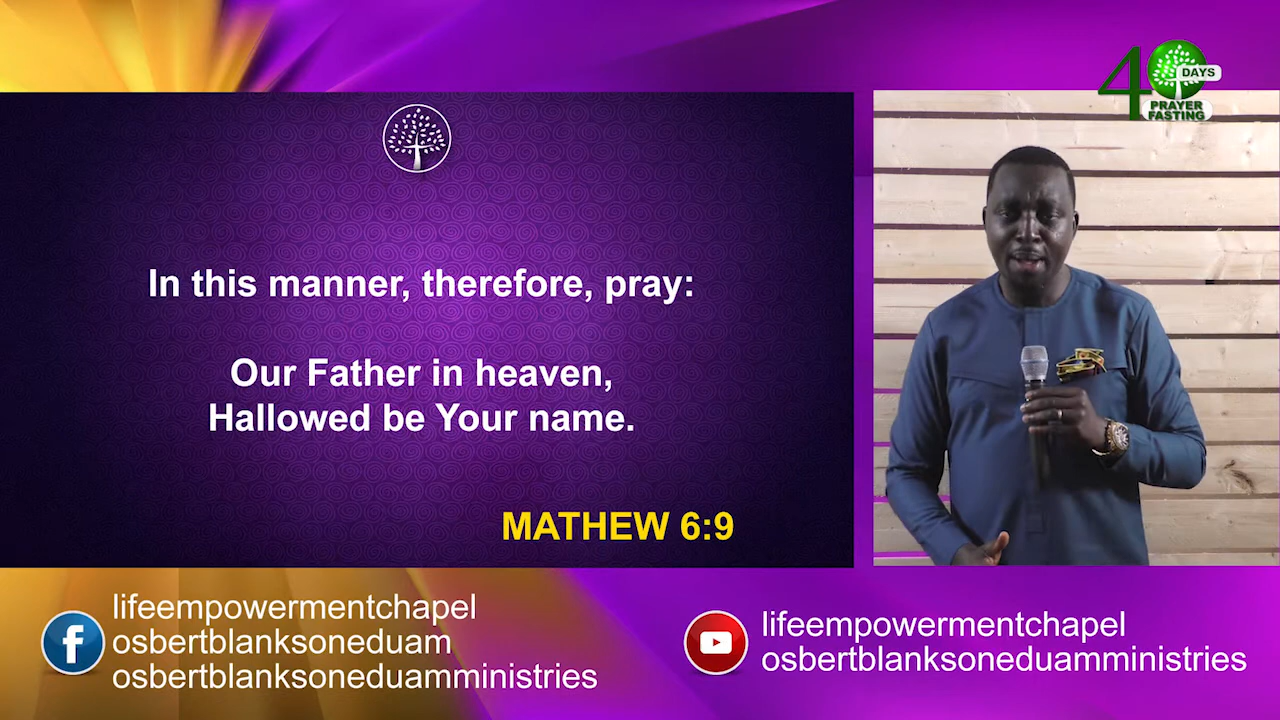 40 DAYS
PRAYER
FASTING
In this manner, therefore, pray:
Our Father in heaven,
Hallowed be Your name.
MATHEW 6:9
lifeempowermentchapel
osbertblanksoneduam
osbertblanksoneduamministries
lifeempowermentchapel
osbertblanksoneduamministries